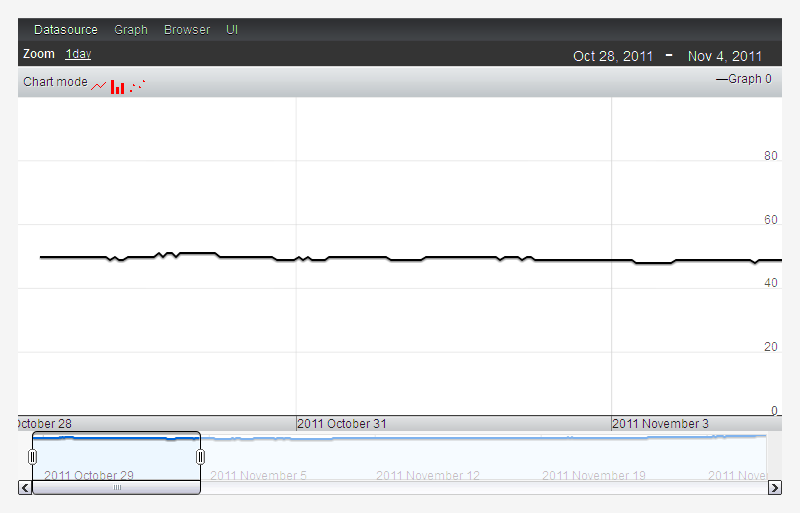 Datasource Graph Browser UI
Zoom 1day Oct 28, 2011 – Nov 4, 2011
Chart mode —Graph 0
80
60
40
20
0
October 28 2011 October 31 2011 November 3
2011 October 29 2011 November 5 2011 November 12 2011 November 19 2011 Nove